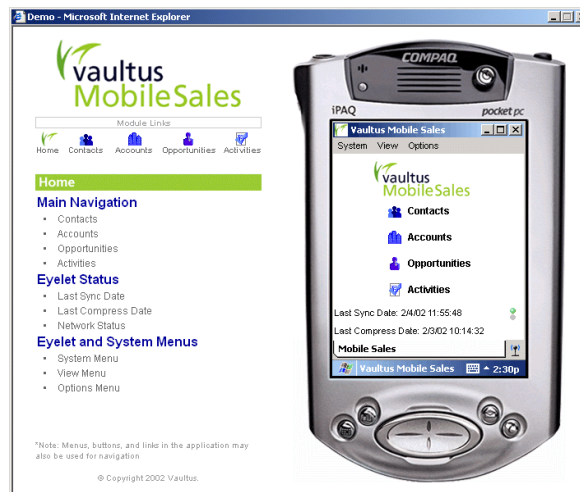 Demo - Microsoft Internet Explorer
vaultus
MobileSales
Module Links
Home Contacts Accounts Opportunities Activities
Home
Main Navigation
Contacts
Accounts
Opportunities
Activities
Eyelet Status
Last Sync Date
Last Compress Date
Network Status
Eyelet and System Menus
System Menu
View Menu
Options Menu
*Note: Menus, buttons, and links in the application may
also be used for navigation
© Copyright 2002 Vaultus.
COMPAQ
iPAQ pocket pc
Vaultus Mobile Sales
System View Options
vaultus
MobileSales
Contacts
Accounts
Opportunities
Activities
Last Sync Date: 2/4/02 11:55:48
Last Compress Date: 2/3/02 10:14:32
Mobile Sales
Vaultus Mobile Sales 2:30p